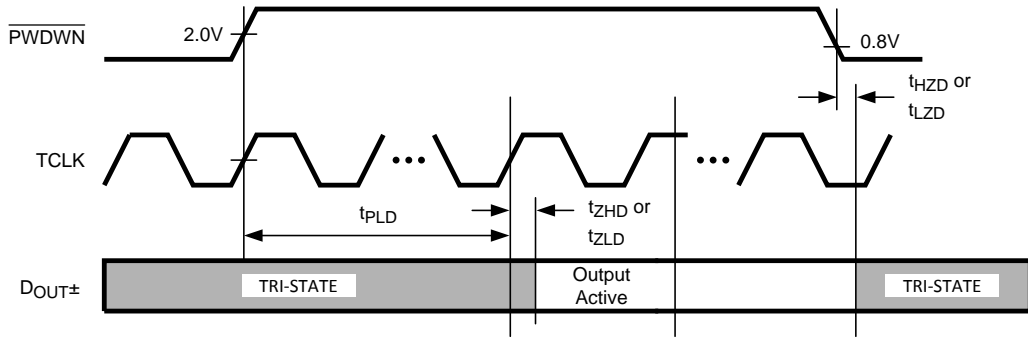 PWDWN
2.0V
0.8V
tHZD or
tLZD
TCLK
tPLD
tZHD or
tZLD
DOUT±
TRI-STATE
Output
Active
TRI-STATE